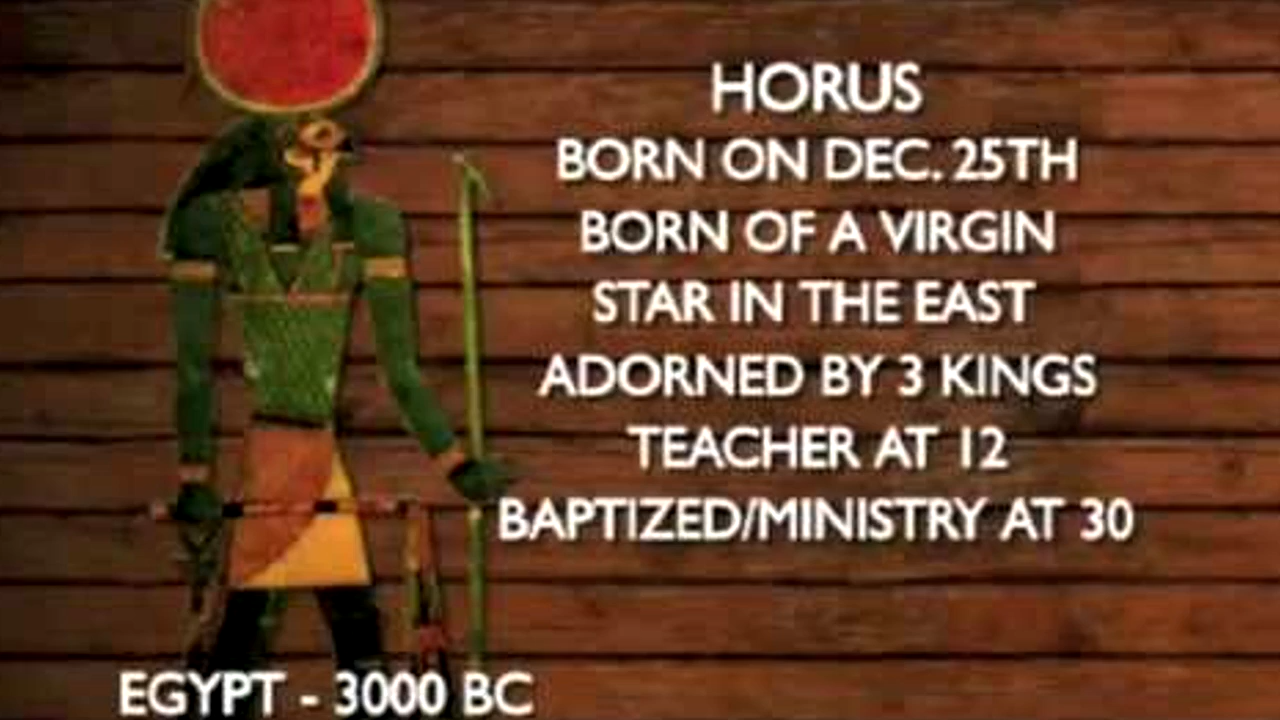 HORUS
BORN ON DEC. 25TH
BORN OF A VIRGIN
STAR IN THE EAST
ADORNED BY 3 KINGS
TEACHER AT 12
BAPTIZED/MINISTRY AT 30
EGYPT - 3000 BC